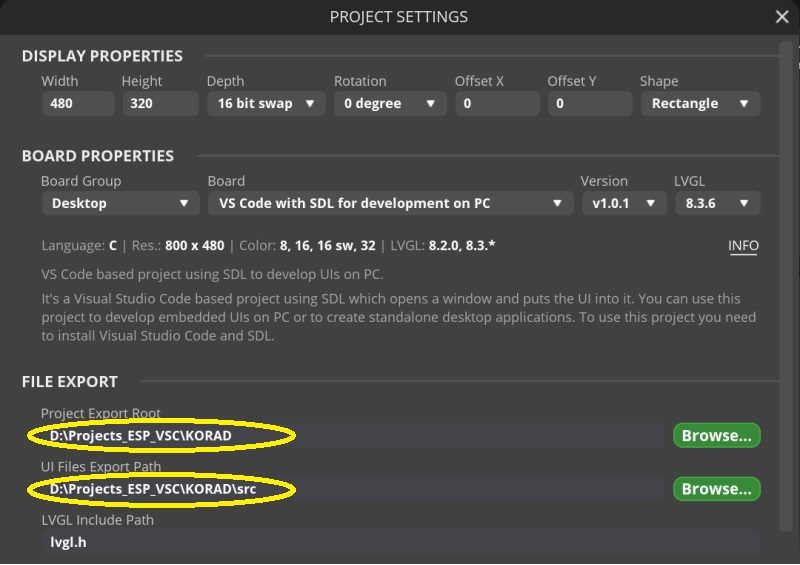 PROJECT SETTINGS
DISPLAY PROPERTIES
Width Height Depth Rotation Offset X Offset Y Shape
480 320 16 bit swap 0 degree 0 0 Rectangle
BOARD PROPERTIES
Board Group Board Version LVGL
Desktop VS Code with SDL for development on PC v1.0.1 8.3.6
Language: C | Res.: 800 x 480 | Color: 8, 16, 16 sw, 32 | LVGL: 8.2.0, 8.3.* INFO
VS Code based project using SDL to develop UIs on PC.
It's a Visual Studio Code based project using SDL which opens a window and puts the UI into it. You can use this
project to develop embedded UIs on PC or to create standalone desktop applications. To use this project you need
to install Visual Studio Code and SDL.
FILE EXPORT
Project Export Root
D:\Projects_ESP_VSC\KORAD Browse...
UI Files Export Path
D:\Projects_ESP_VSC\KORAD\src Browse...
LVGL Include Path
lvgl.h